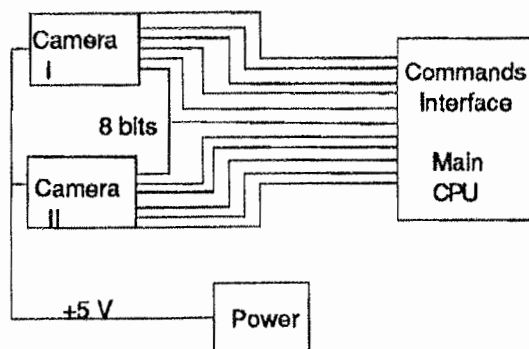 Camera
I
Commands
Interface
8 bits
Camera
II
Main
CPU
+5 V
Power